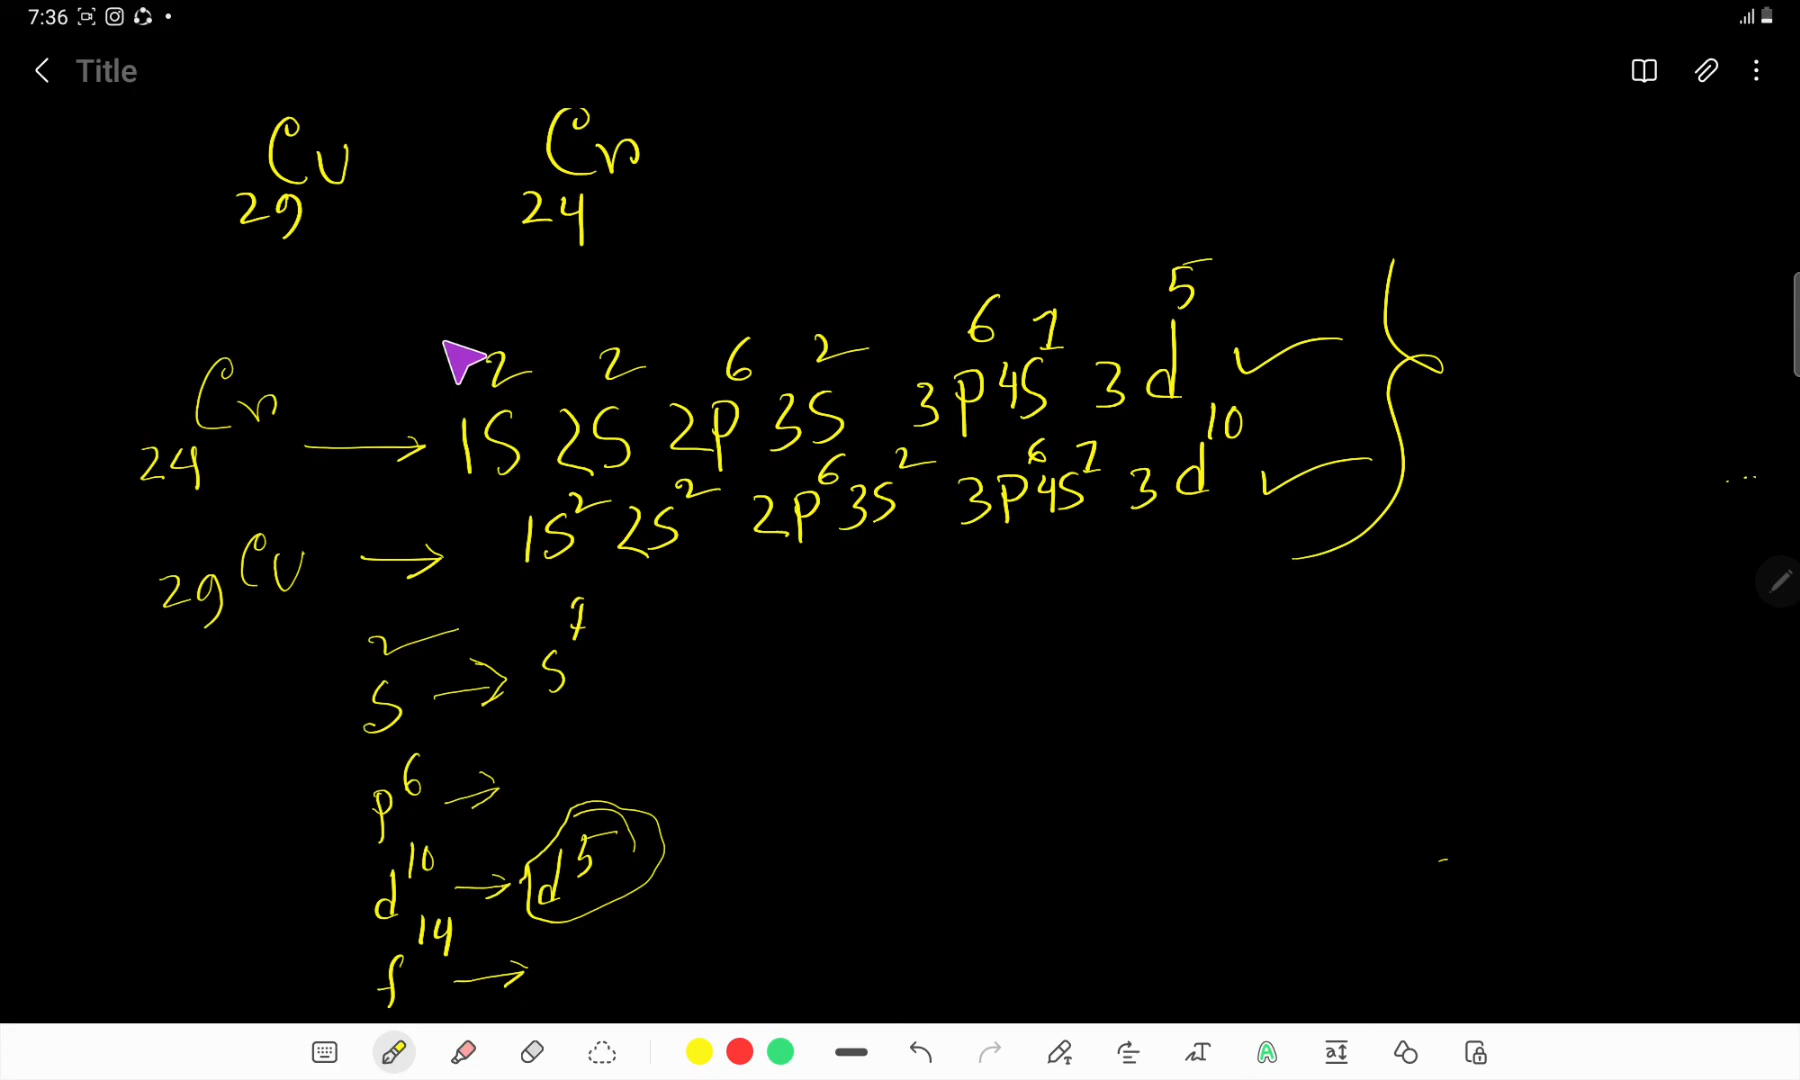 7:36
Title
Cu Cr
29 24
24Cr → 1s² 2s² 2p⁶ 3s² 3p⁶ 4s¹ 3d⁵
29Cu → 1s² 2s² 2p⁶ 3s² 3p⁶ 4s¹ 3d¹⁰
s² → s¹
p⁶ →
d¹⁰ → d⁵
f¹⁴ →